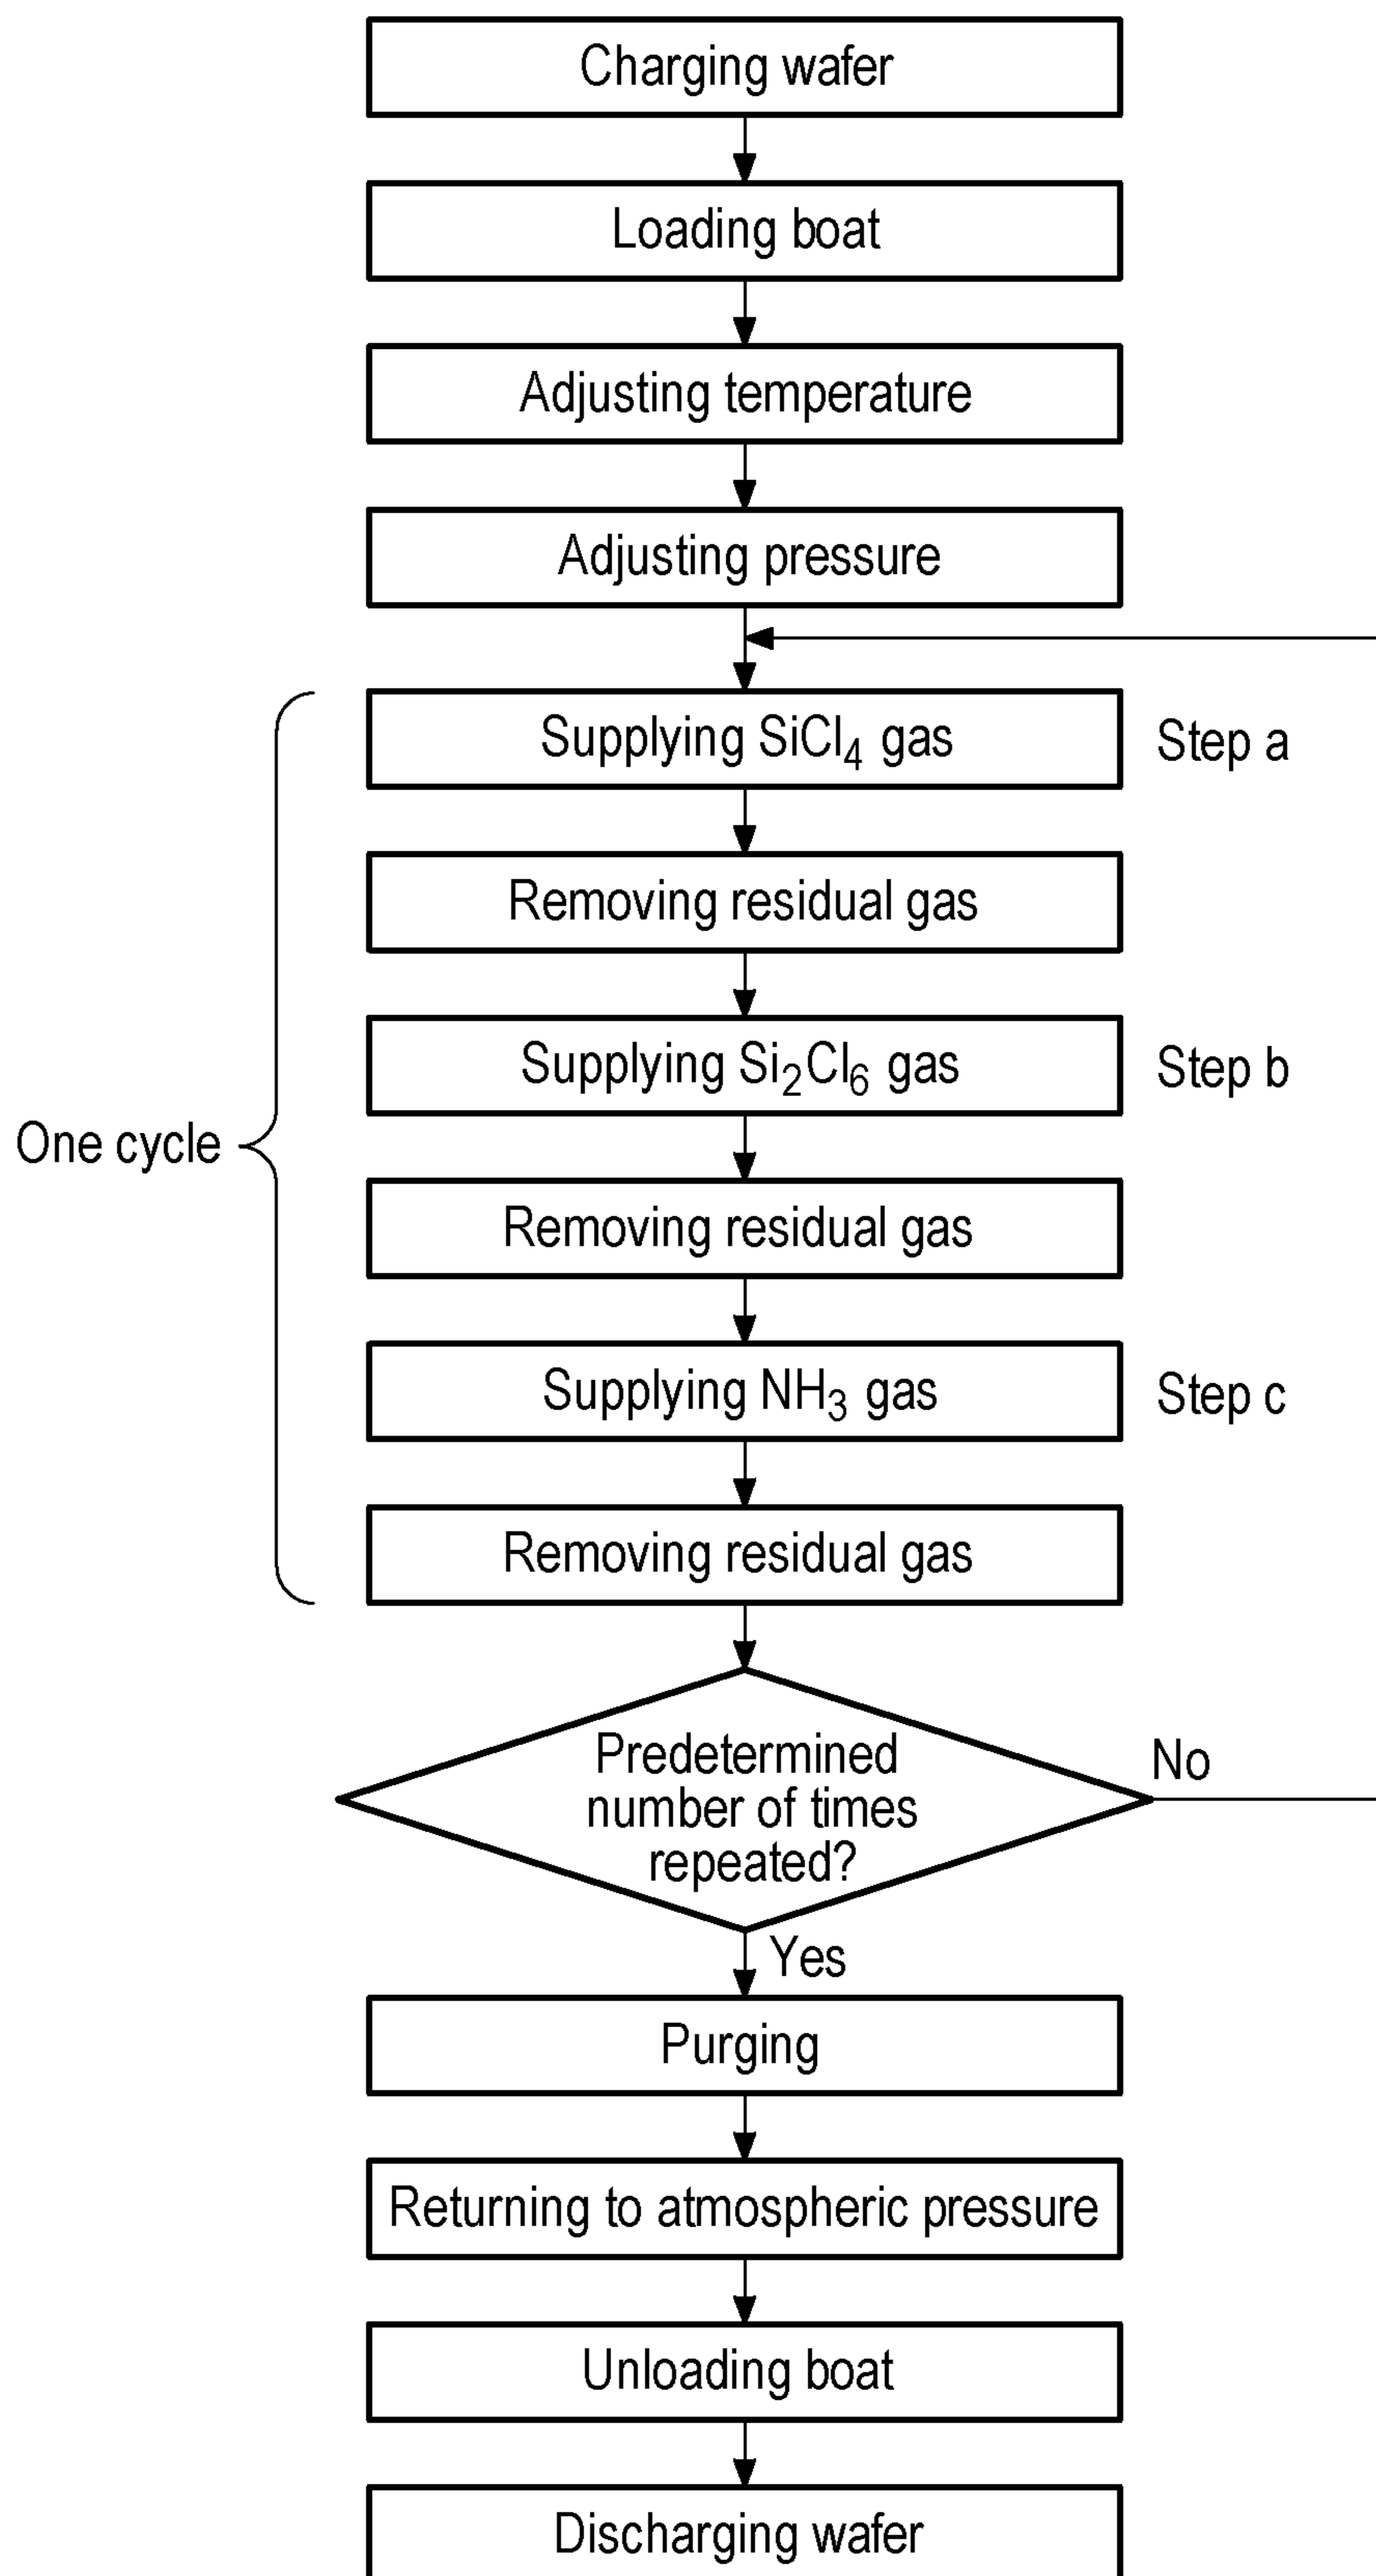 Charging wafer
Loading boat
Adjusting temperature
Adjusting pressure
Supplying SiCl₄ gas
Step a
Removing residual gas
Supplying Si₂Cl₆ gas
Step b
One cycle
Removing residual gas
Supplying NH₃ gas
Step c
Removing residual gas
Predetermined
number of times
repeated?
No
Yes
Purging
Returning to atmospheric pressure
Unloading boat
Discharging wafer